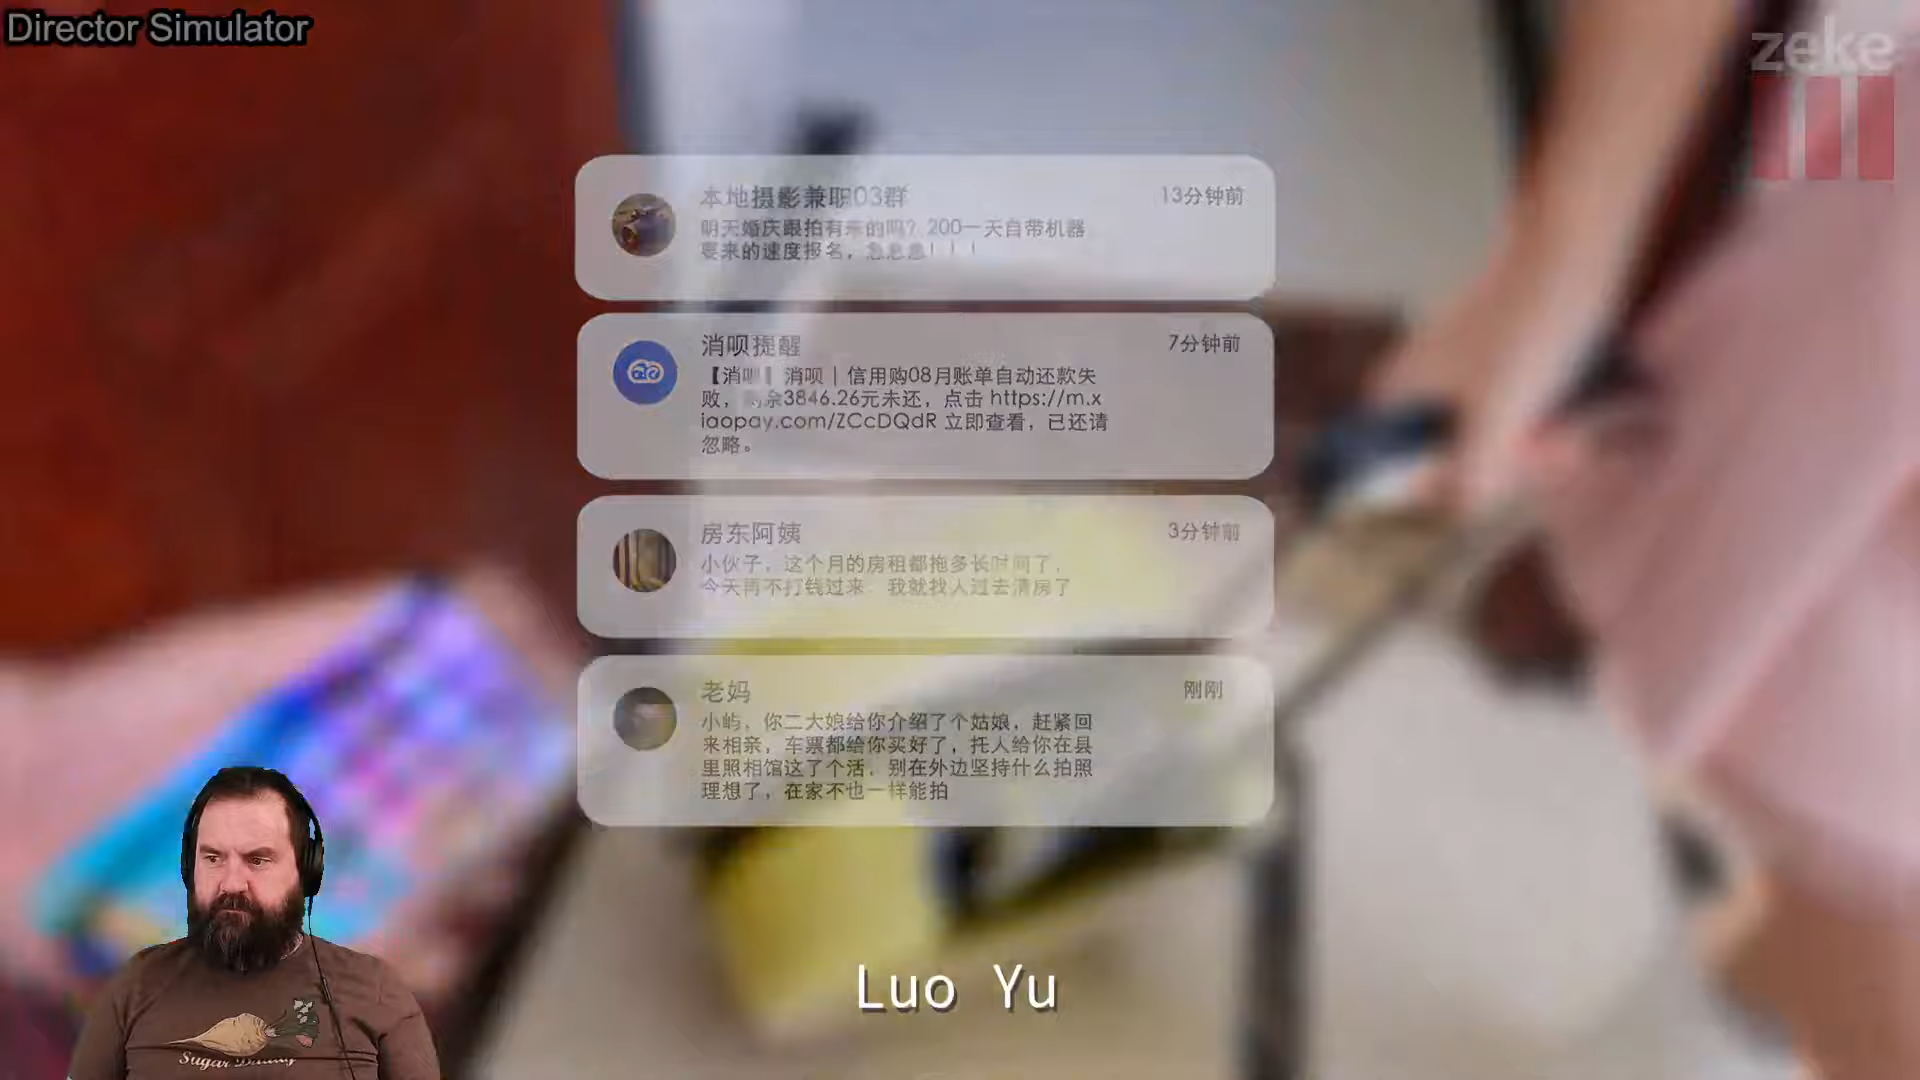 Director Simulator
zeke
本地摄影兼职03群
13分钟前
明天婚庆跟拍有来的吗？200一天自带机器
要来的速度报名，急急急！！！
消呗提醒
7分钟前
【消呗】消呗｜信用购08月账单自动还款失
败，剩余3846.26元未还，点击 https://m.x
iaopay.com/ZCcDQdR 立即查看，已还请
忽略。
房东阿姨
3分钟前
小伙子，这个月的房租都拖多长时间了，
今天再不打钱过来 我就找人过去清房了
老妈
刚刚
小屿，你二大娘给你介绍了个姑娘，赶紧回
来相亲，车票都给你买好了，托人给你在县
里照相馆这了个活，别在外边坚持什么拍照
理想了，在家不也一样能拍
Luo Yu
Sugar